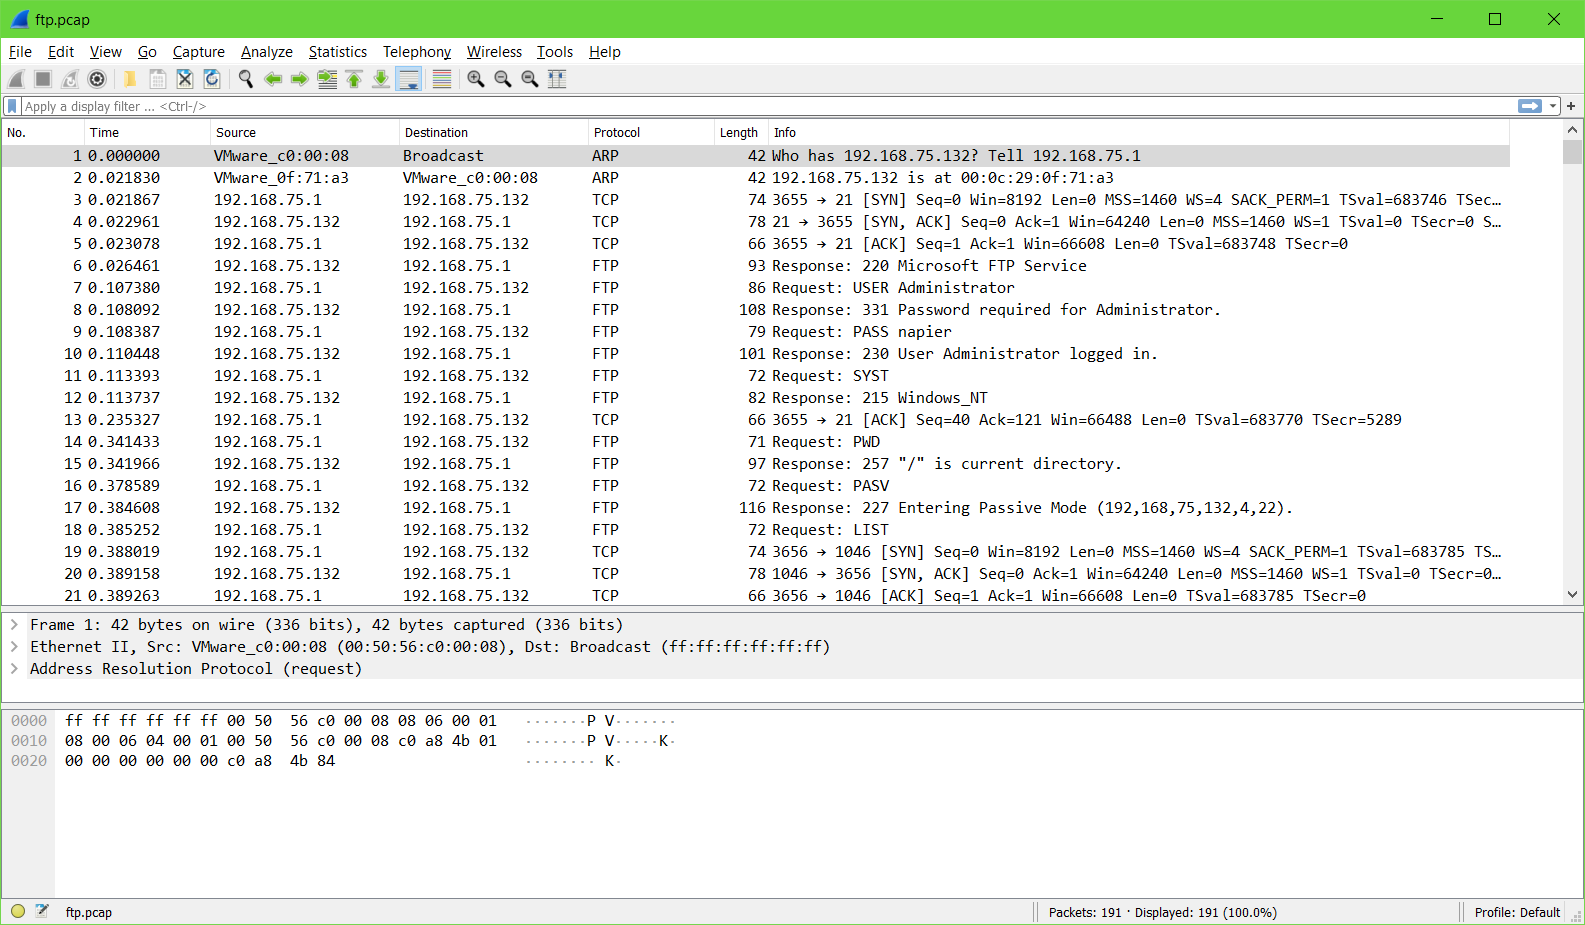 ftp.pcap
File Edit View Go Capture Analyze Statistics Telephony Wireless Tools Help
Apply a display filter ... <Ctrl-/>
No. Time Source Destination Protocol Length Info
1 0.000000 VMware_c0:00:08 Broadcast ARP 42 Who has 192.168.75.132? Tell 192.168.75.1
2 0.021830 VMware_0f:71:a3 VMware_c0:00:08 ARP 42 192.168.75.132 is at 00:0c:29:0f:71:a3
3 0.021867 192.168.75.1 192.168.75.132 TCP 74 3655 → 21 [SYN] Seq=0 Win=8192 Len=0 MSS=1460 WS=4 SACK_PERM=1 TSval=683746 TSec…
4 0.022961 192.168.75.132 192.168.75.1 TCP 78 21 → 3655 [SYN, ACK] Seq=0 Ack=1 Win=64240 Len=0 MSS=1460 WS=1 TSval=0 TSecr=0 S…
5 0.023078 192.168.75.1 192.168.75.132 TCP 66 3655 → 21 [ACK] Seq=1 Ack=1 Win=66608 Len=0 TSval=683748 TSecr=0
6 0.026461 192.168.75.132 192.168.75.1 FTP 93 Response: 220 Microsoft FTP Service
7 0.107380 192.168.75.1 192.168.75.132 FTP 86 Request: USER Administrator
8 0.108092 192.168.75.132 192.168.75.1 FTP 108 Response: 331 Password required for Administrator.
9 0.108387 192.168.75.1 192.168.75.132 FTP 79 Request: PASS napier
10 0.110448 192.168.75.132 192.168.75.1 FTP 101 Response: 230 User Administrator logged in.
11 0.113393 192.168.75.1 192.168.75.132 FTP 72 Request: SYST
12 0.113737 192.168.75.132 192.168.75.1 FTP 82 Response: 215 Windows_NT
13 0.235327 192.168.75.1 192.168.75.132 TCP 66 3655 → 21 [ACK] Seq=40 Ack=121 Win=66488 Len=0 TSval=683770 TSecr=5289
14 0.341433 192.168.75.1 192.168.75.132 FTP 71 Request: PWD
15 0.341966 192.168.75.132 192.168.75.1 FTP 97 Response: 257 "/" is current directory.
16 0.378589 192.168.75.1 192.168.75.132 FTP 72 Request: PASV
17 0.384608 192.168.75.132 192.168.75.1 FTP 116 Response: 227 Entering Passive Mode (192,168,75,132,4,22).
18 0.385252 192.168.75.1 192.168.75.132 FTP 72 Request: LIST
19 0.388019 192.168.75.1 192.168.75.132 TCP 74 3656 → 1046 [SYN] Seq=0 Win=8192 Len=0 MSS=1460 WS=4 SACK_PERM=1 TSval=683785 TS…
20 0.389158 192.168.75.132 192.168.75.1 TCP 78 1046 → 3656 [SYN, ACK] Seq=0 Ack=1 Win=64240 Len=0 MSS=1460 WS=1 TSval=0 TSecr=0…
21 0.389263 192.168.75.1 192.168.75.132 TCP 66 3656 → 1046 [ACK] Seq=1 Ack=1 Win=66608 Len=0 TSval=683785 TSecr=0
Frame 1: 42 bytes on wire (336 bits), 42 bytes captured (336 bits)
Ethernet II, Src: VMware_c0:00:08 (00:50:56:c0:00:08), Dst: Broadcast (ff:ff:ff:ff:ff:ff)
Address Resolution Protocol (request)
0000 ff ff ff ff ff ff 00 50 56 c0 00 08 08 06 00 01 ·······P V·······
0010 08 00 06 04 00 01 00 50 56 c0 00 08 c0 a8 4b 01 ·······P V·····K·
0020 00 00 00 00 00 00 c0 a8 4b 84 ········ K·
ftp.pcap Packets: 191 · Displayed: 191 (100.0%) Profile: Default